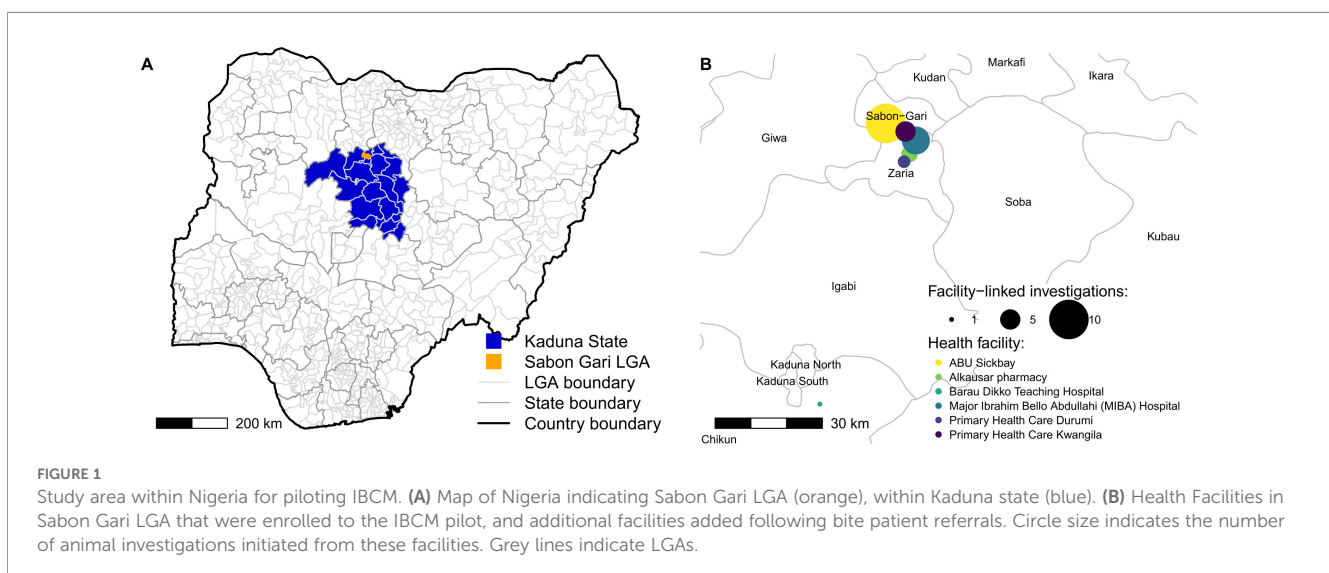 A
Kaduna State
Sabon Gari LGA
LGA boundary
State boundary
Country boundary
200 km
B
Markafi
Kudan
Ikara
Sabon−Gari
Giwa
Zaria
Soba
Kubau
Igabi
Facility−linked investigations:
1 5 10
Health facility:
ABU Sickbay
Alkausar pharmacy
Barau Dikko Teaching Hospital
Major Ibrahim Bello Abdullahi (MIBA) Hospital
Primary Health Care Durumi
Primary Health Care Kwangila
Kaduna North
Kaduna South
30 km
Chikun
FIGURE 1
Study area within Nigeria for piloting IBCM. (A) Map of Nigeria indicating Sabon Gari LGA (orange), within Kaduna state (blue). (B) Health Facilities in
Sabon Gari LGA that were enrolled to the IBCM pilot, and additional facilities added following bite patient referrals. Circle size indicates the number
of animal investigations initiated from these facilities. Grey lines indicate LGAs.